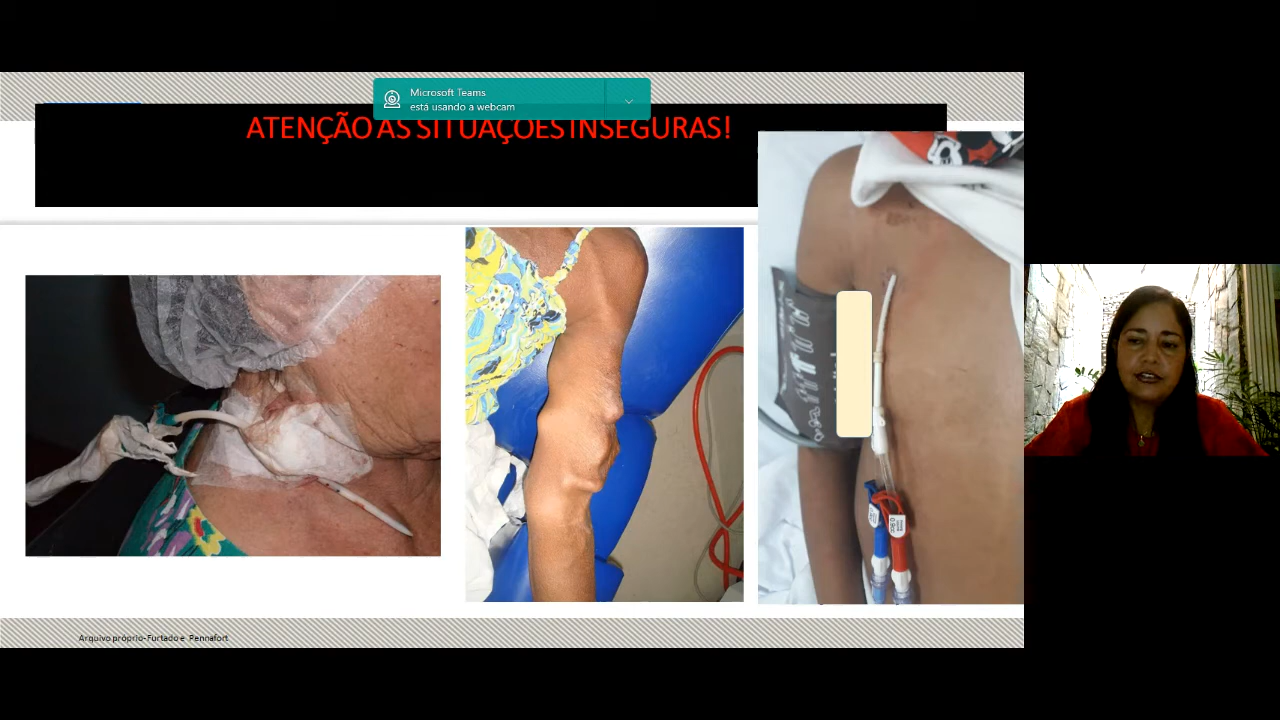 Microsoft Teams
está usando a webcam
ATENÇÃO AS SITUAÇÕES INSEGURAS!
Arquivo próprio-Furtado e Pennafort